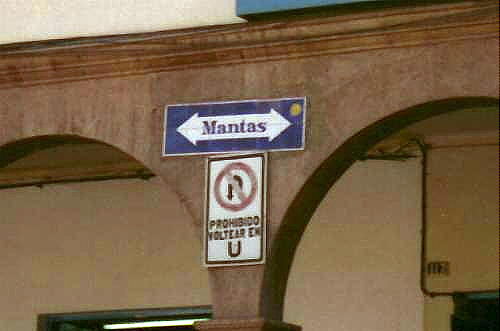 Mantas
PROHIBIDO
VOLTEAR EN
U